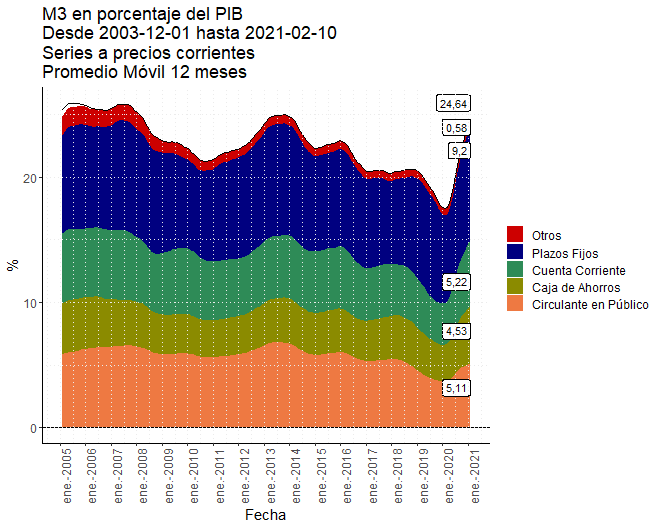 M3 en porcentaje del PIB
Desde 2003-12-01 hasta 2021-02-10
Series a precios corrientes
Promedio Móvil 12 meses
%
20
10
0
24,64
0,58
9,2
5,22
4,53
5,11
Otros
Plazos Fijos
Cuenta Corriente
Caja de Ahorros
Circulante en Público
ene.-2005
ene.-2006
ene.-2007
ene.-2008
ene.-2009
ene.-2010
ene.-2011
ene.-2012
ene.-2013
ene.-2014
ene.-2015
ene.-2016
ene.-2017
ene.-2018
ene.-2019
ene.-2020
ene.-2021
Fecha